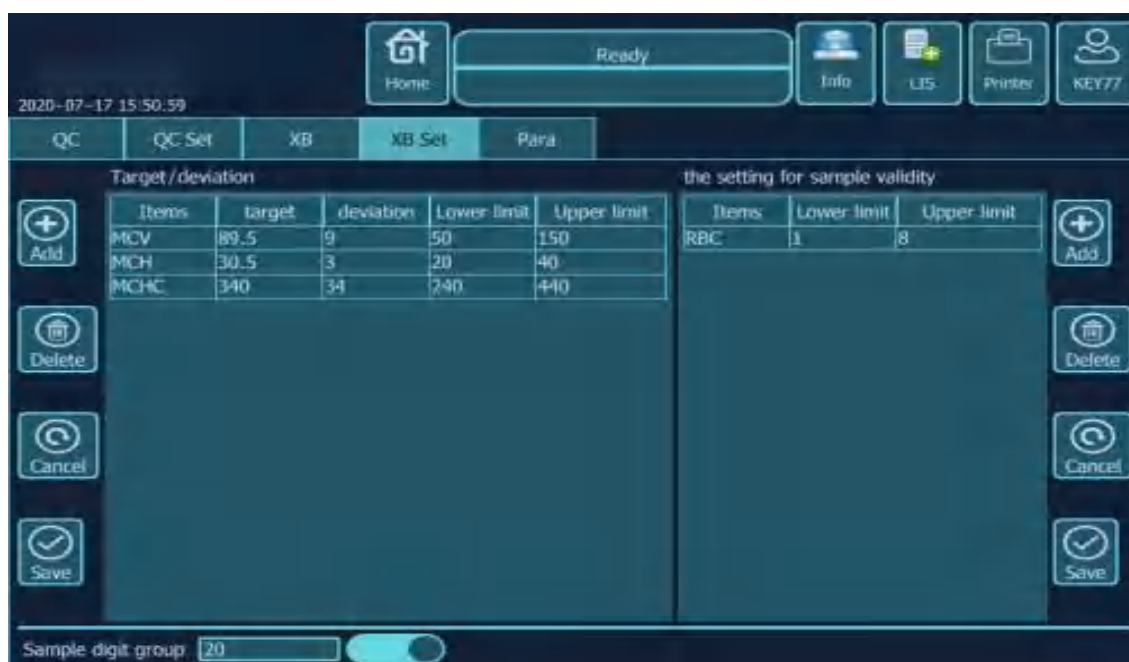 Ready
Home
Info
LIS
Printer
KEY77
2020-07-17 15:50:59
QC QC Set XB XB Set Para
Target/deviation
Items target deviation Lower limit Upper limit
MCV 89.5 9 50 150
MCH 30.5 3 20 40
MCHC 340 34 240 440
the setting for sample validity
Items Lower limit Upper limit
RBC 1 8
Add
Delete
Cancel
Save
Add
Delete
Cancel
Save
Sample digit group 20